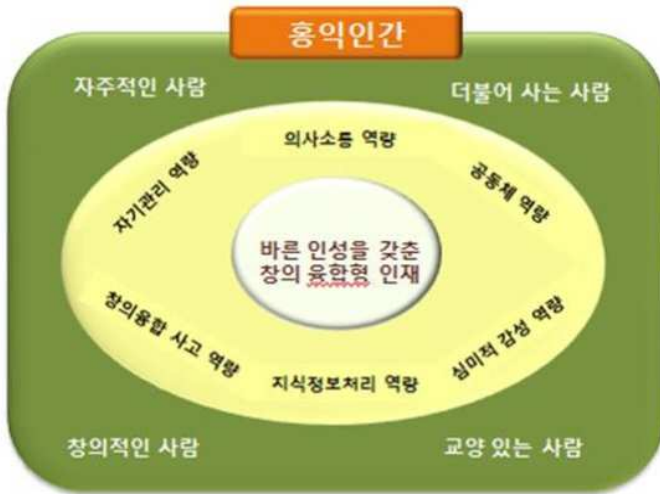 홍익인간
자주적인 사람
더불어 사는 사람
의사소통 역량
자기관리 역량
공동체 역량
바른 인성을 갖춘
창의 융합형 인재
창의융합 사고 역량
지식정보처리 역량
심미적 감성 역량
창의적인 사람
교양 있는 사람